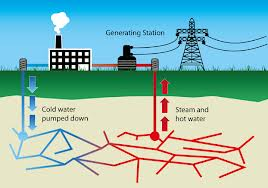 Generating Station
Cold water
pumped down
Steam and
hot water